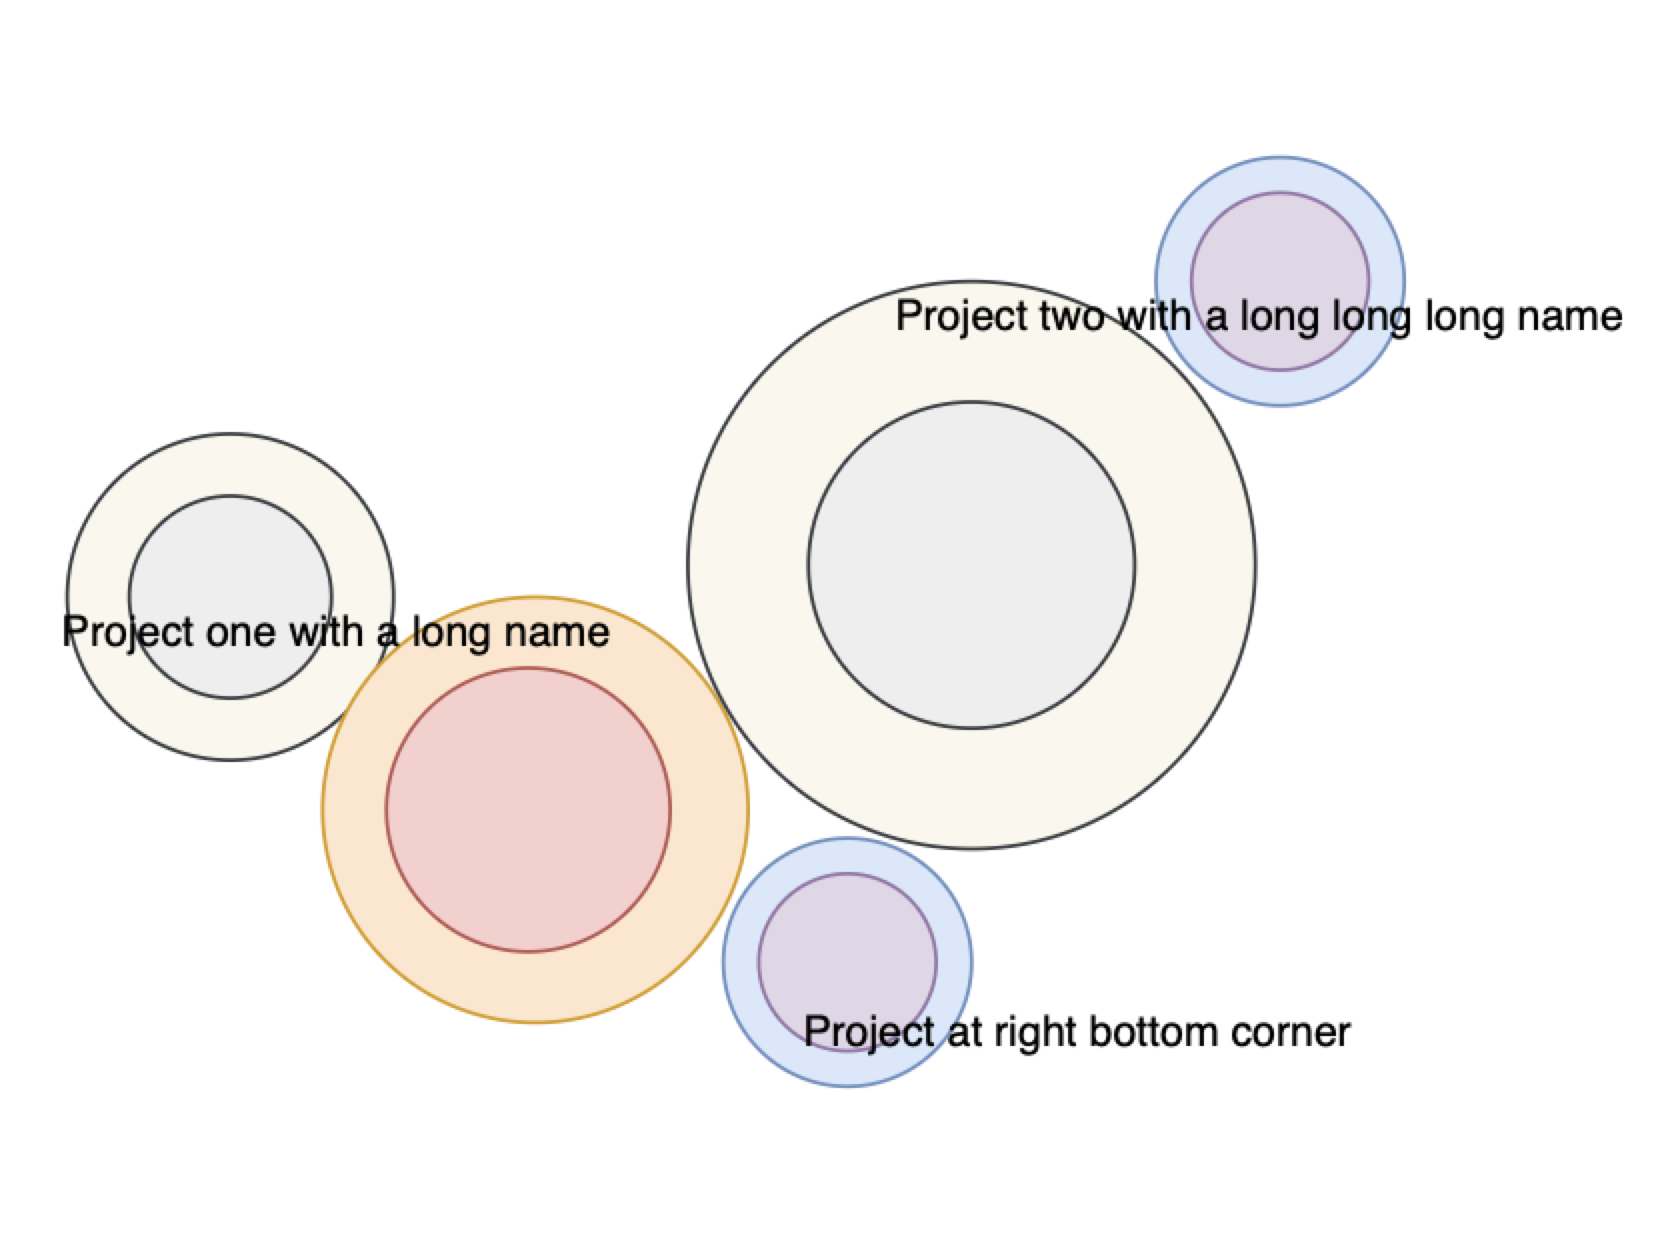 Project two with a long long long name
Project one with a long name
Project at right bottom corner